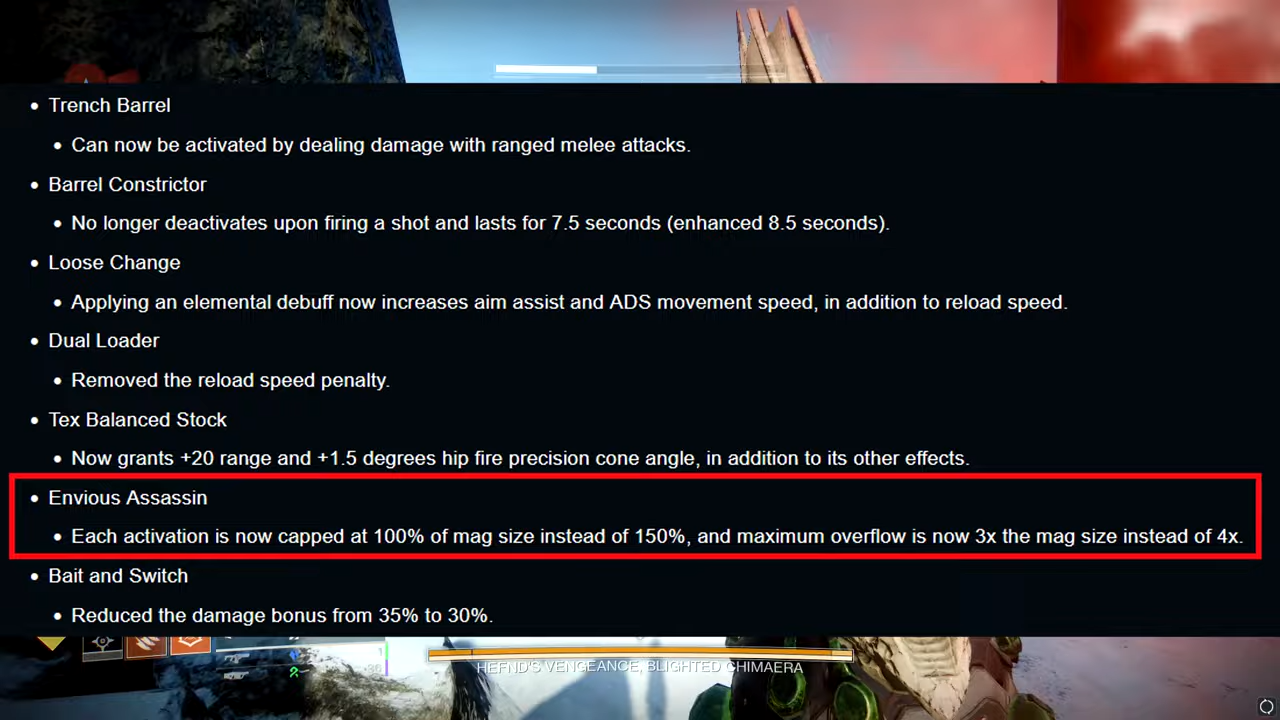 • Trench Barrel
• Can now be activated by dealing damage with ranged melee attacks.
• Barrel Constrictor
• No longer deactivates upon firing a shot and lasts for 7.5 seconds (enhanced 8.5 seconds).
• Loose Change
• Applying an elemental debuff now increases aim assist and ADS movement speed, in addition to reload speed.
• Dual Loader
• Removed the reload speed penalty.
• Tex Balanced Stock
• Now grants +20 range and +1.5 degrees hip fire precision cone angle, in addition to its other effects.
• Envious Assassin
• Each activation is now capped at 100% of mag size instead of 150%, and maximum overflow is now 3x the mag size instead of 4x.
• Bait and Switch
• Reduced the damage bonus from 35% to 30%.
HEFND'S VENGEANCE, BLIGHTED CHIMAERA